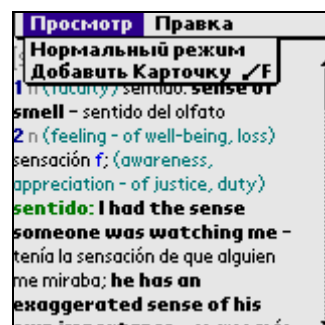 Просмотр Правка
Нормальный режим
Добавить Карточку ✓F
1 n (faculty) sentido: sense of
smell – sentido del olfato
2 n (feeling - of well-being, loss)
sensación f; (awareness,
appreciation - of justice, duty)
sentido: I had the sense
someone was watching me –
tenía la sensación de que alguien
me miraba; he has an
exaggerated sense of his